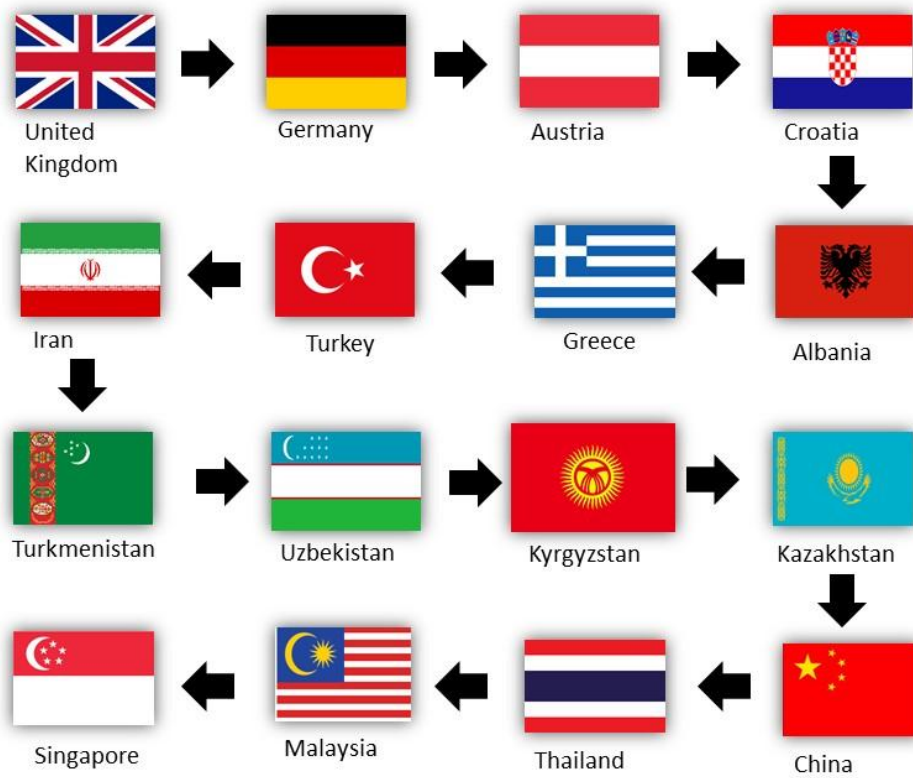 United
Kingdom
Germany
Austria
Croatia
Iran
Turkey
Greece
Albania
Turkmenistan
Uzbekistan
Kyrgyzstan
Kazakhstan
Singapore
Malaysia
Thailand
China